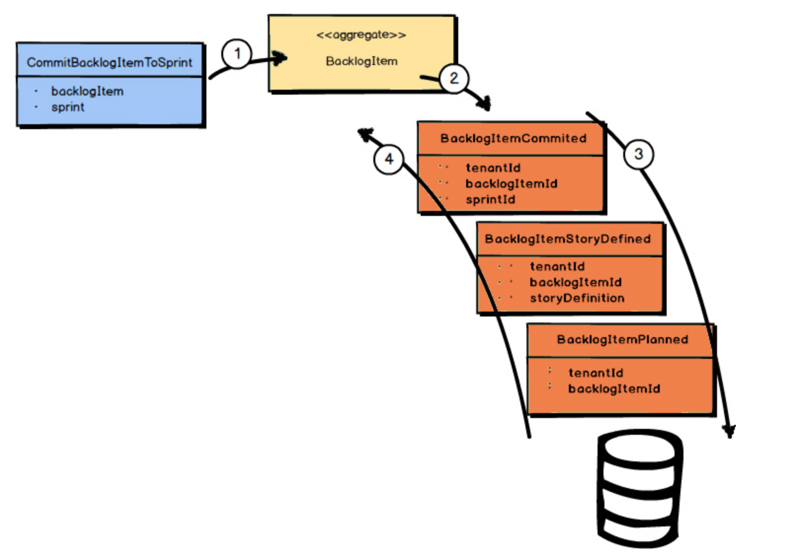 CommitBacklogItemToSprint
backlogItem
sprint
1
<<aggregate>>
BacklogItem
2
BacklogItemCommited
tenantId
backlogItemId
sprintId
3
4
BacklogItemStoryDefined
tenantId
backlogItemId
storyDefinition
BacklogItemPlanned
tenantId
backlogItemId